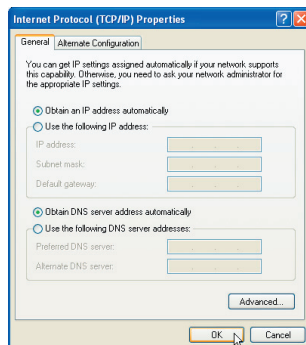 Internet Protocol (TCP/IP) Properties
General
Alternate Configuration
You can get IP settings assigned automatically if your network supports
this capability. Otherwise, you need to ask your network administrator for
the appropriate IP settings.
Obtain an IP address automatically
Use the following IP address:
IP address:
Subnet mask:
Default gateway:
Obtain DNS server address automatically
Use the following DNS server addresses:
Preferred DNS server:
Alternate DNS server:
Advanced...
OK
Cancel